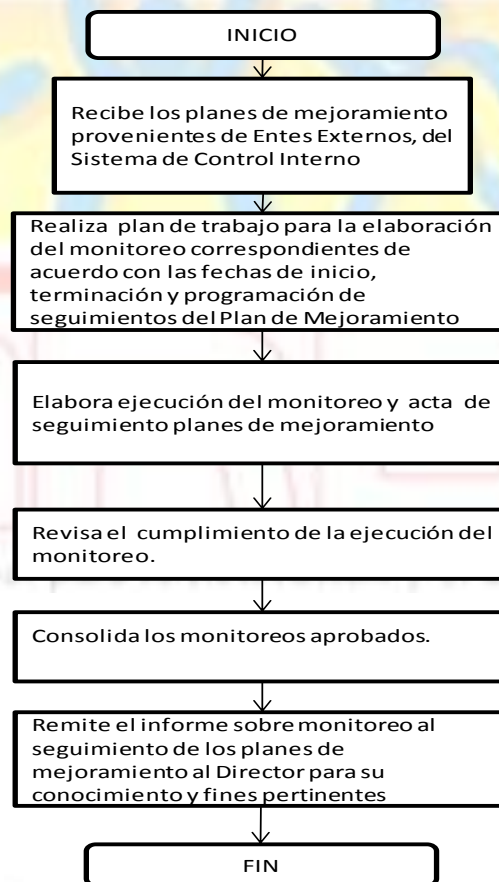 INICIO
Recibe los planes de mejoramiento
provenientes de Entes Externos, del
Sistema de Control Interno
Realiza plan de trabajo para la elaboración
del monitoreo correspondientes de
acuerdo con las fechas de inicio,
terminación y programación de
seguimientos del Plan de Mejoramiento
Elabora ejecución del monitoreo y acta de
seguimiento planes de mejoramiento
Revisa el cumplimiento de la ejecución del
monitoreo.
Consolida los monitoreos aprobados.
Remite el informe sobre monitoreo al
seguimiento de los planes de
mejoramiento al Director para su
conocimiento y fines pertinentes
FIN